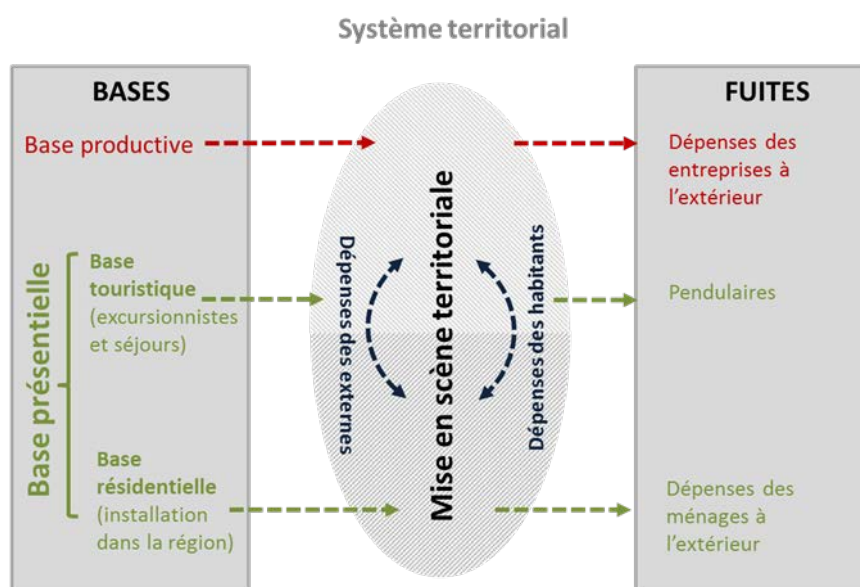 Système territorial
BASES
Base productive
Base présentielle
Base
touristique
(excursionnistes
et séjours)
Base
résidentielle
(installation
dans la région)
Dépenses des externes
Mise en scène territoriale
Dépenses des habitants
FUITES
Dépenses des
entreprises à
l'extérieur
Pendulaires
Dépenses des
ménages à
l'extérieur